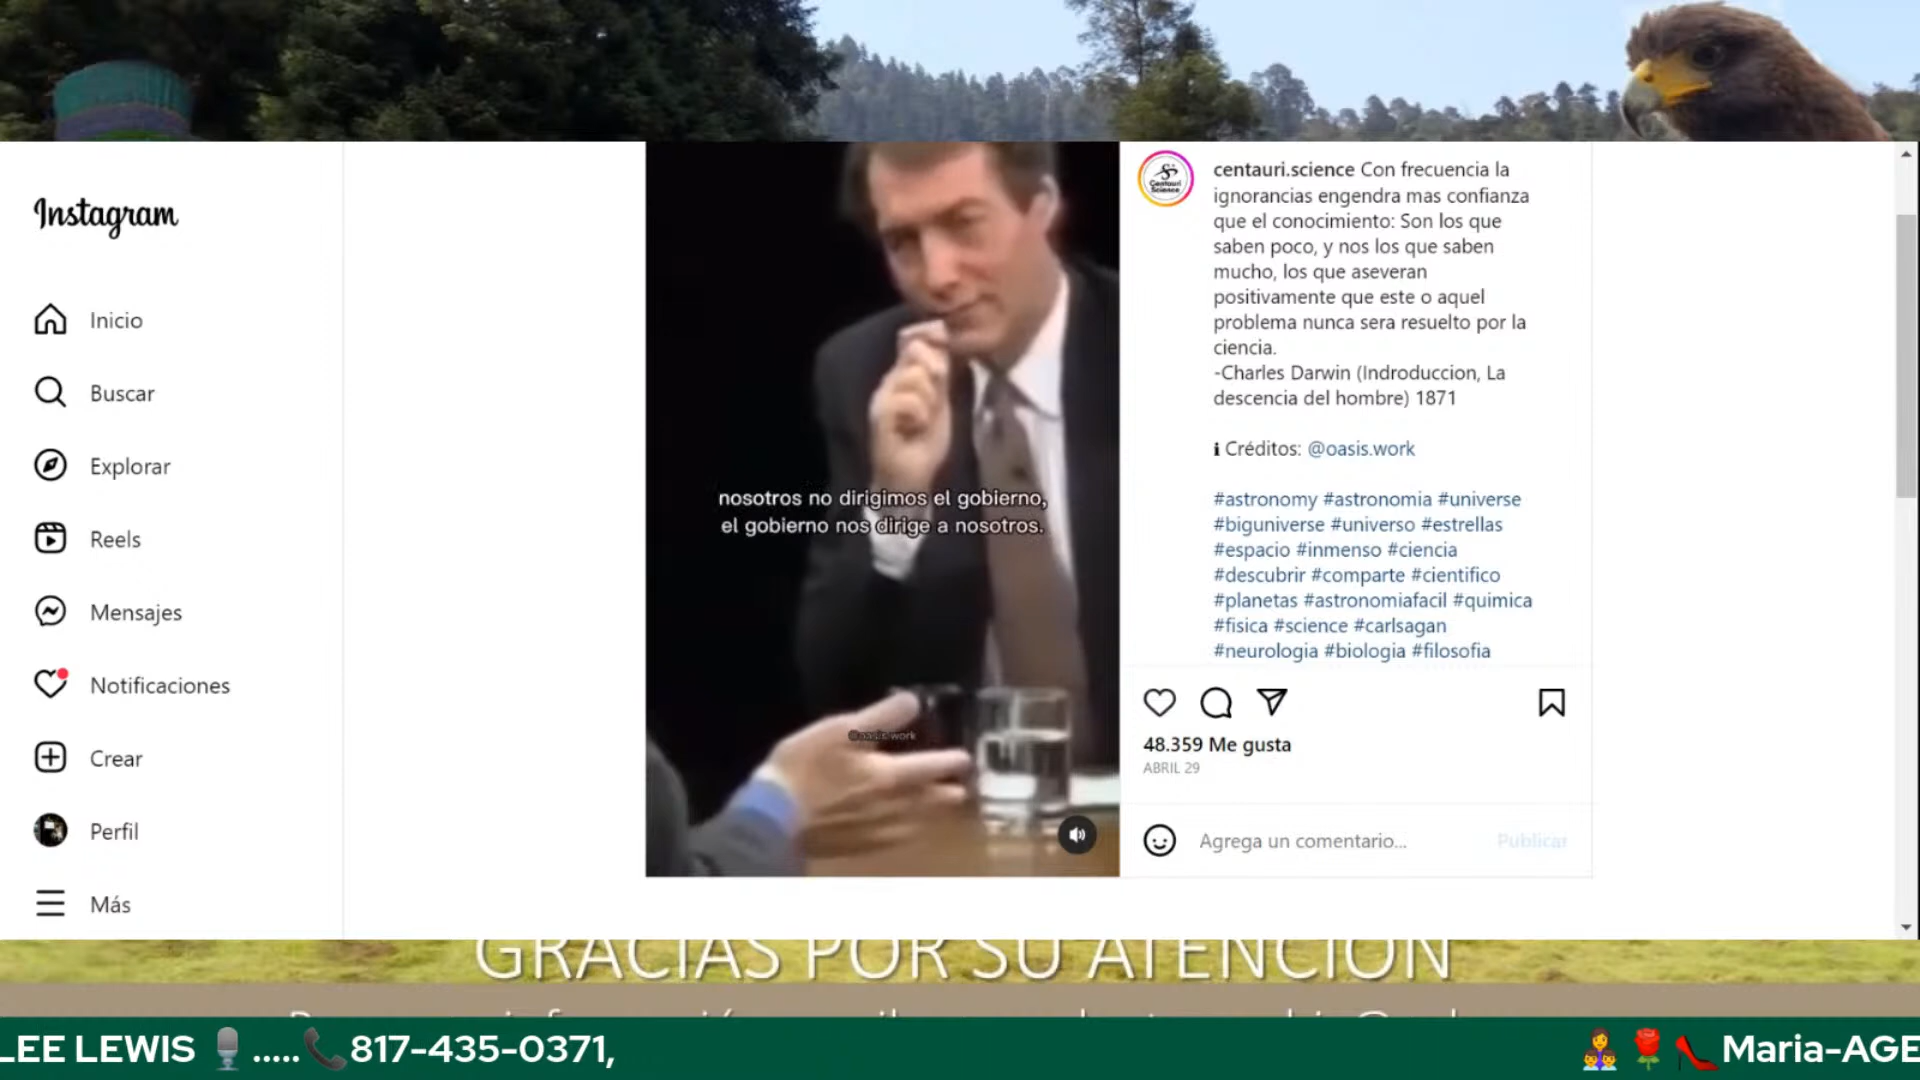 Instagram
Inicio
Buscar
Explorar
Reels
Mensajes
Notificaciones
Crear
Perfil
Más
nosotros no dirigimos el gobierno,
el gobierno nos dirige a nosotros.
@oasis.work
Centauri
Science
centauri.science Con frecuencia la
ignorancias engendra mas confianza
que el conocimiento: Son los que
saben poco, y nos los que saben
mucho, los que aseveran
positivamente que este o aquel
problema nunca sera resuelto por la
ciencia.
-Charles Darwin (Indroduccion, La
descencia del hombre) 1871
ℹ Créditos: @oasis.work
#astronomy #astronomia #universe
#biguniverse #universo #estrellas
#espacio #inmenso #ciencia
#descubrir #comparte #cientifico
#planetas #astronomiafacil #quimica
#fisica #science #carlsagan
#neurologia #biologia #filosofia
48.359 Me gusta
ABRIL 29
Agrega un comentario...
Publicar
GRACIAS POR SU ATENCION
LEE LEWIS 🎙️.....📞817-435-0371,
👩‍👦‍👦 🌹 👠 Maria-AGE